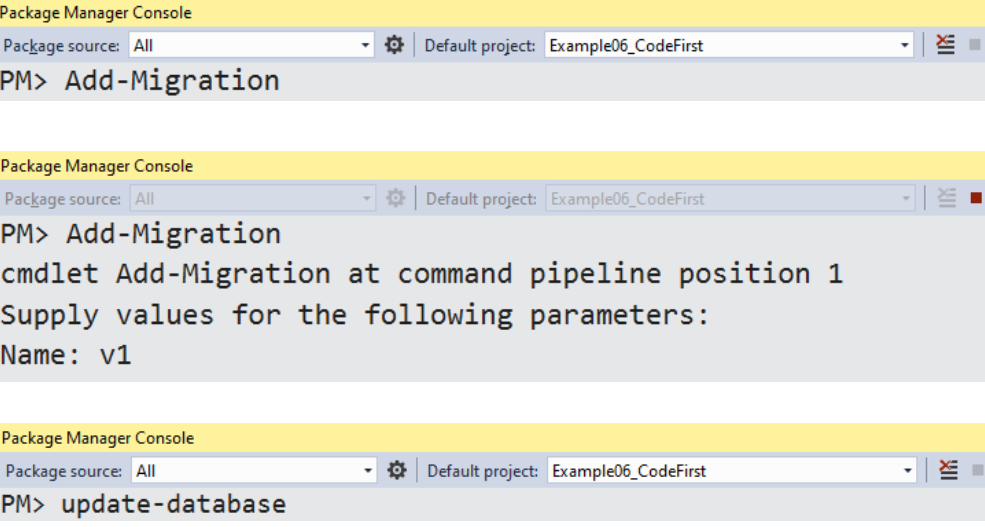 Package Manager Console
Package source: All Default project: Example06_CodeFirst
PM> Add-Migration
Package Manager Console
Package source: All Default project: Example06_CodeFirst
PM> Add-Migration
cmdlet Add-Migration at command pipeline position 1
Supply values for the following parameters:
Name: v1
Package Manager Console
Package source: All Default project: Example06_CodeFirst
PM> update-database